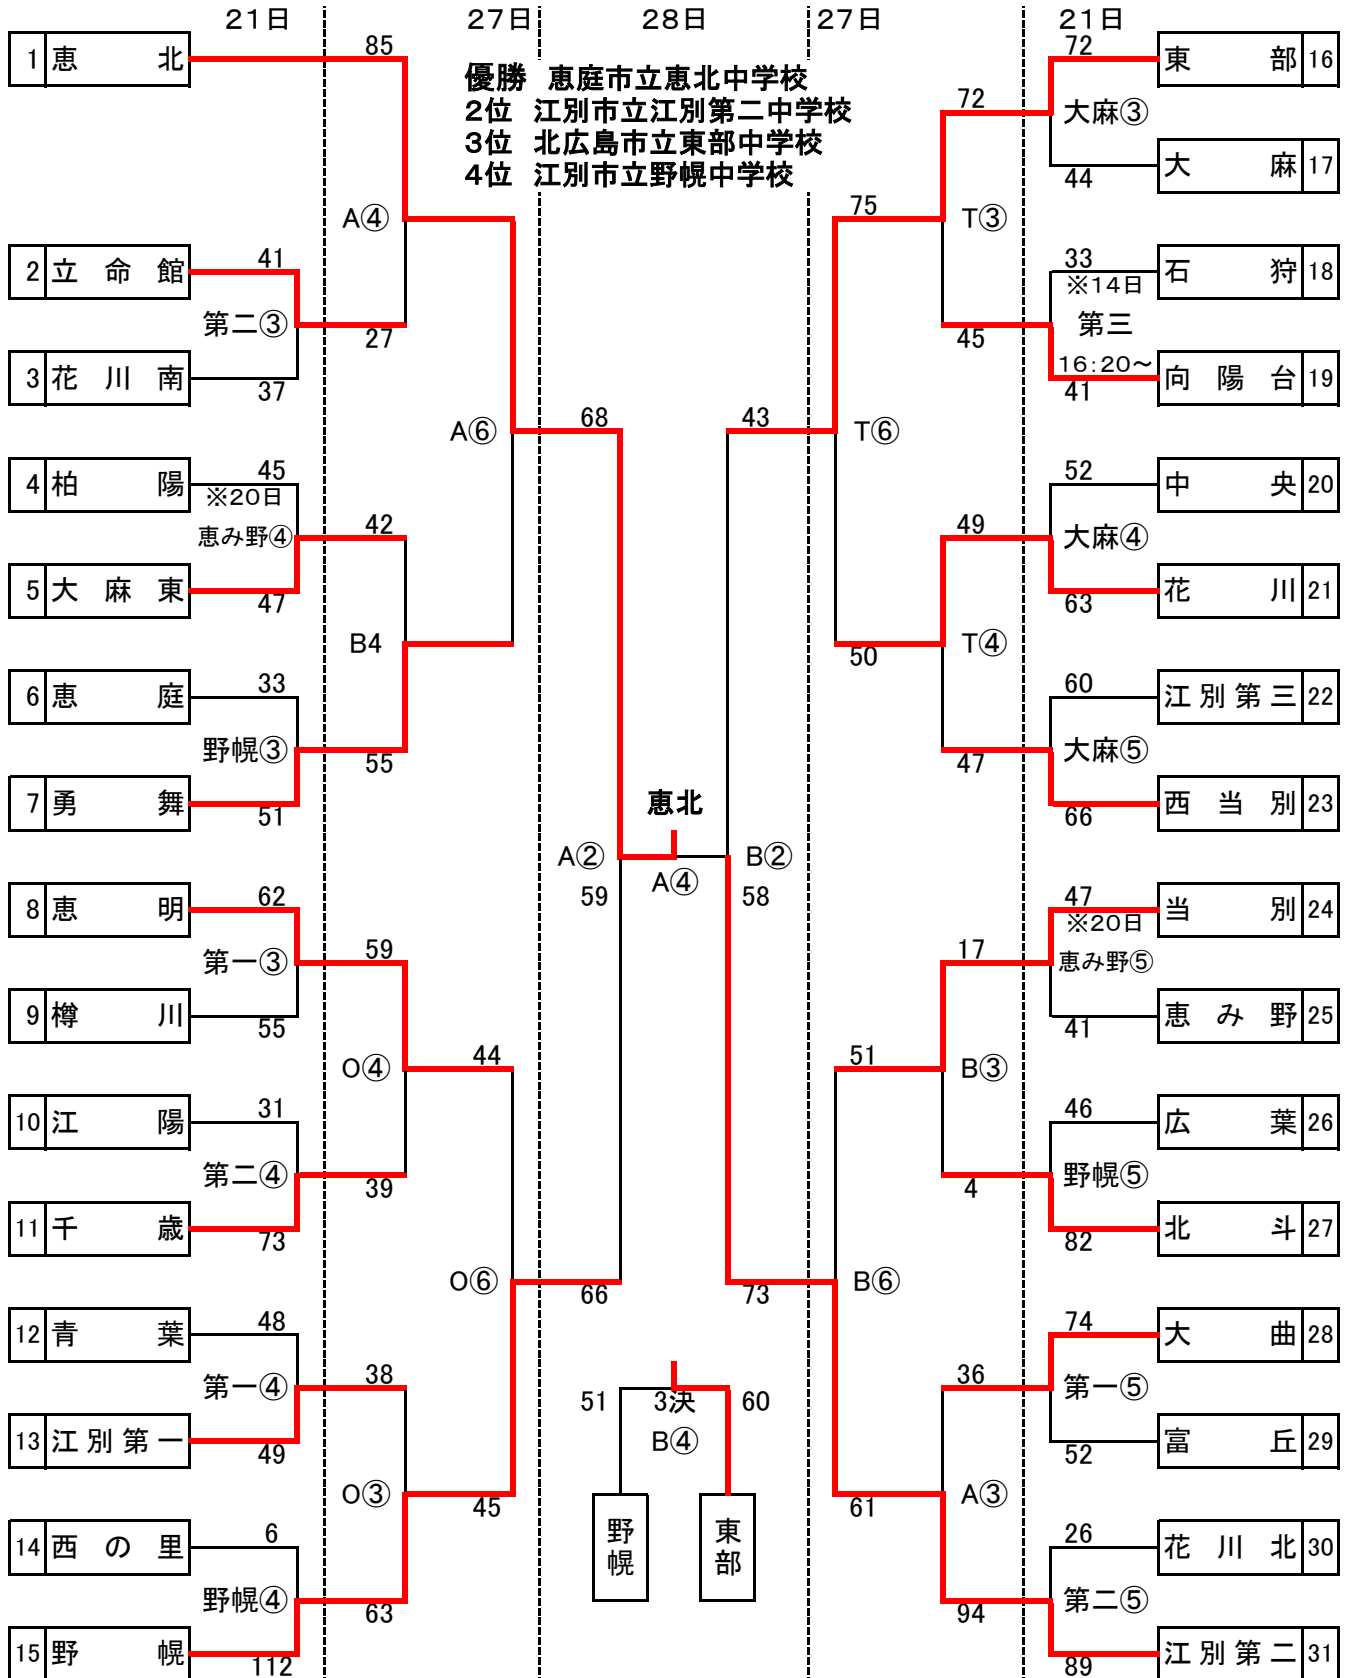 21日 27日 28日 27日 21日
優勝 恵庭市立恵北中学校
2位 江別市立江別第二中学校
3位 北広島市立東部中学校
4位 江別市立野幌中学校
1 恵北
85
A④
2 立命館
41
第二③
27
3 花川南
37
A⑥
68
4 柏陽
45
※20日
恵み野④
42
5 大麻東
47
B4
6 恵庭
33
野幌③
55
7 勇舞
51
恵北
A②
A④
59
8 恵明
62
第一③
59
9 樽川
55
O④
44
10 江陽
31
第二④
39
11 千歳
73
O⑥
66
12 青葉
48
第一④
38
13 江別第一
49
O③
45
14 西の里
6
野幌④
63
15 野幌
112
51
3決
60
B④
野幌
東部
72
東部 16
72
大麻③
44
大麻 17
75
T③
33
石狩 18
※14日
第三
45
16:20～
41
向陽台 19
43
T⑥
52
中央 20
49
大麻④
63
花川 21
50
T④
60
江別第三 22
大麻⑤
47
66
西当別 23
B②
58
47
当別 24
※20日
17
恵み野⑤
41
恵み野 25
51
B③
46
広葉 26
野幌⑤
4
82
北斗 27
73
B⑥
74
大曲 28
36
第一⑤
52
富丘 29
61
A③
26
花川北 30
第二⑤
94
89
江別第二 31